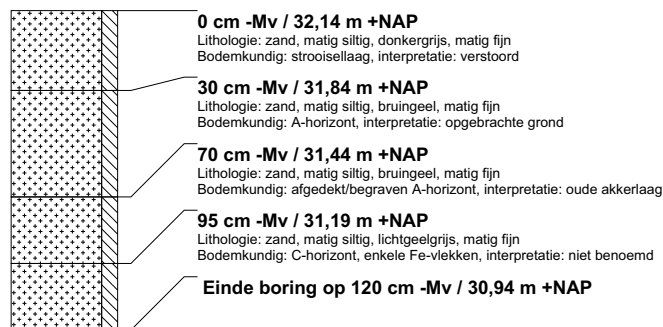 0 cm -Mv / 32,14 m +NAP
Lithologie: zand, matig siltig, donkergrijs, matig fijn
Bodemkundig: strooisellaag, interpretatie: verstoord
30 cm -Mv / 31,84 m +NAP
Lithologie: zand, matig siltig, bruingeel, matig fijn
Bodemkundig: A-horizont, interpretatie: opgebrachte grond
70 cm -Mv / 31,44 m +NAP
Lithologie: zand, matig siltig, bruingeel, matig fijn
Bodemkundig: afgedekt/begraven A-horizont, interpretatie: oude akkerlaag
95 cm -Mv / 31,19 m +NAP
Lithologie: zand, matig siltig, lichtgeelgrijs, matig fijn
Bodemkundig: C-horizont, enkele Fe-vlekken, interpretatie: niet benoemd
Einde boring op 120 cm -Mv / 30,94 m +NAP